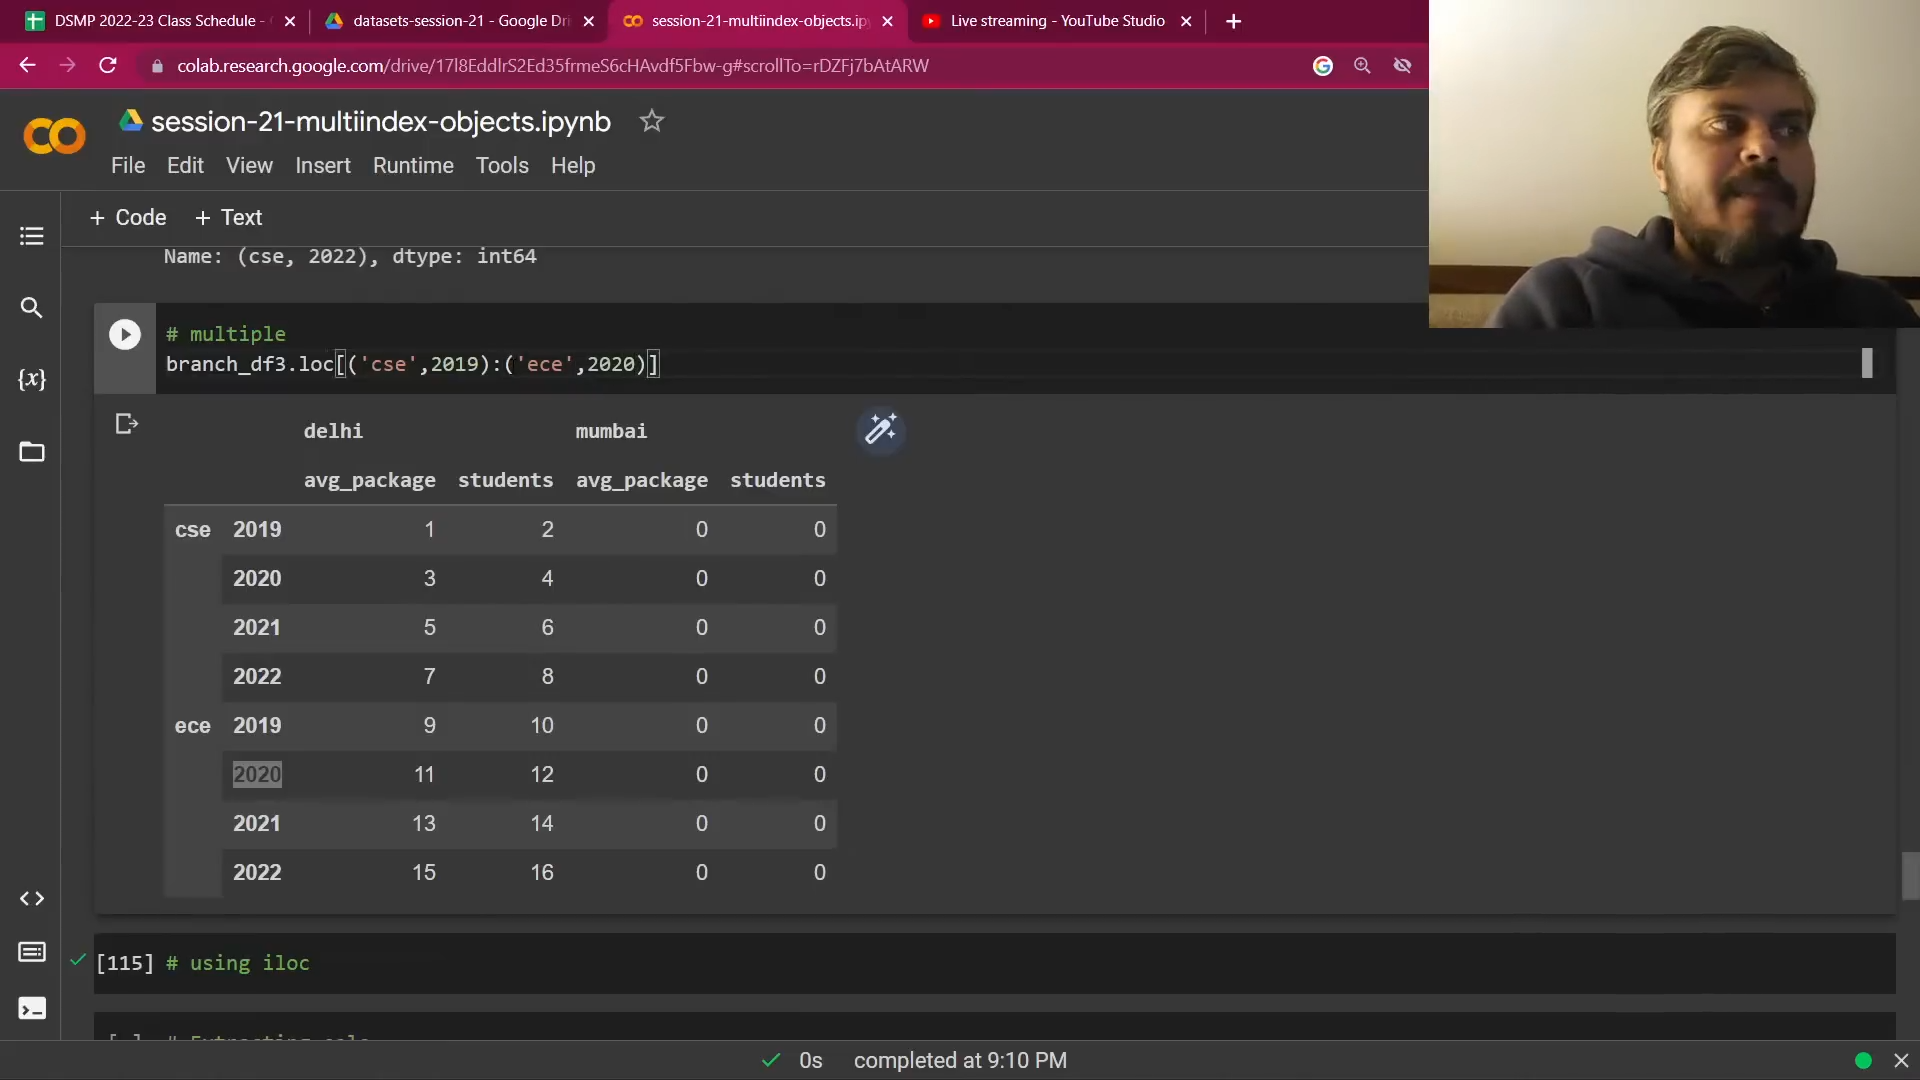 DSMP 2022-23 Class Schedule -
datasets-session-21 - Google Dri
session-21-multiindex-objects.ip
Live streaming - YouTube Studio
colab.research.google.com/drive/17l8EddIrS2Ed35frmeS6cHAvdf5Fbw-g#scrollTo=rDZFj7bAtARW
session-21-multiindex-objects.ipynb
File Edit View Insert Runtime Tools Help
+ Code + Text
Name: (cse, 2022), dtype: int64
# multiple
branch_df3.loc[('cse',2019):('ece',2020)]
delhi mumbai
avg_package students avg_package students
cse 2019 1 2 0 0
2020 3 4 0 0
2021 5 6 0 0
2022 7 8 0 0
ece 2019 9 10 0 0
2020 11 12 0 0
2021 13 14 0 0
2022 15 16 0 0
[115] # using iloc
0s completed at 9:10 PM